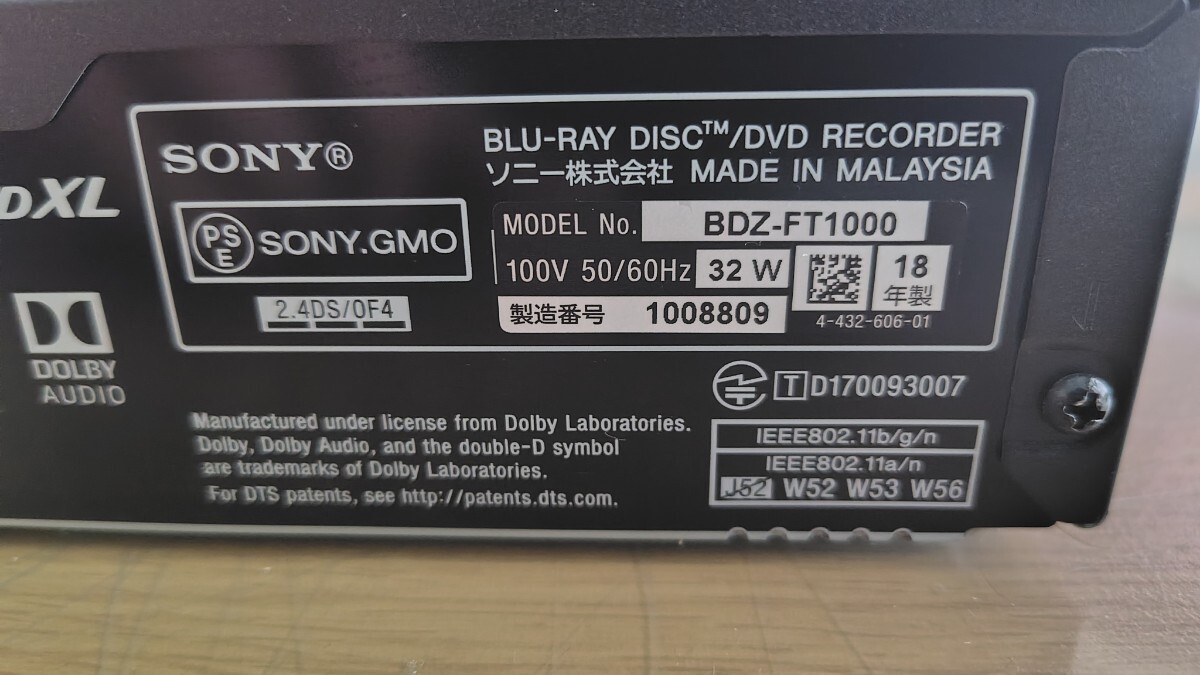 SONY®
BLU-RAY DISC™/DVD RECORDER
ソニー株式会社 MADE IN MALAYSIA
PSE SONY.GMO
2.4DS/OF4
MODEL No. BDZ-FT1000
100V 50/60Hz 32 W
製造番号 1008809
18
年製
4-432-606-01
DXL
DOLBY
AUDIO
Manufactured under license from Dolby Laboratories.
Dolby, Dolby Audio, and the double-D symbol
are trademarks of Dolby Laboratories.
For DTS patents, see http://patents.dts.com.
T D170093007
IEEE802.11b/g/n
IEEE802.11a/n
J52 W52 W53 W56